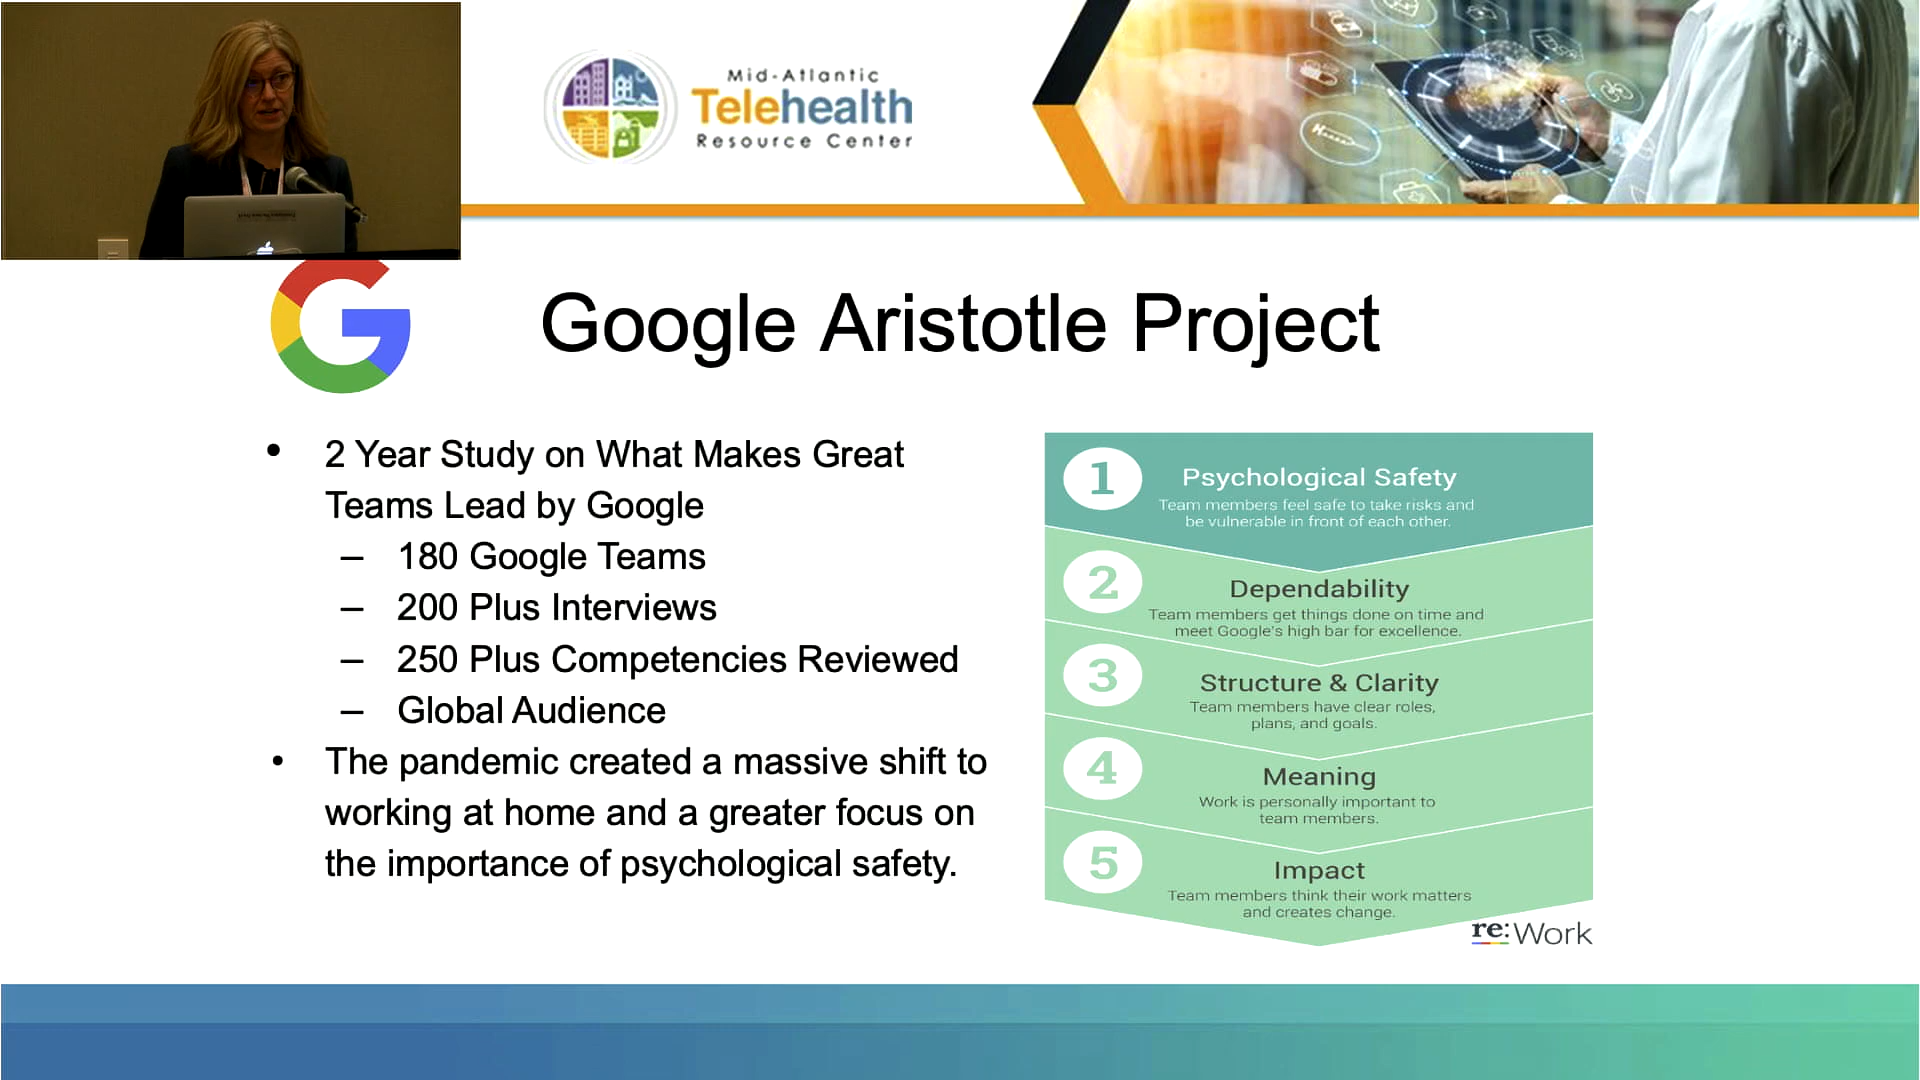 Mid-Atlantic
Telehealth
Resource Center
Google Aristotle Project
• 2 Year Study on What Makes Great
Teams Lead by Google
– 180 Google Teams
– 200 Plus Interviews
– 250 Plus Competencies Reviewed
– Global Audience
• The pandemic created a massive shift to
working at home and a greater focus on
the importance of psychological safety.
1
Psychological Safety
Team members feel safe to take risks and
be vulnerable in front of each other.
2
Dependability
Team members get things done on time and
meet Google's high bar for excellence.
3
Structure & Clarity
Team members have clear roles,
plans, and goals.
4
Meaning
Work is personally important to
team members.
5
Impact
Team members think their work matters
and creates change.
re:Work